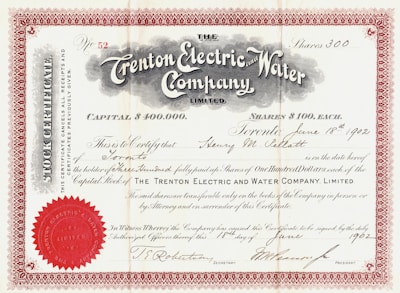 No 52
Shares 300
THE
Trenton Electric and Water
Company
LIMITED.
CAPITAL $400.000.
SHARES $100. EACH.
Toronto June 18th 1902
This is to Certify that Henry M Pellatt
of Toronto is on the date hereof
the holder of Three Hundred fully paid up Shares of One Hundred Dollars each of the
Capital Stock of THE TRENTON ELECTRIC AND WATER COMPANY LIMITED.
The said shares are transferable only on the books of the Company in person or
by Attorney and on surrender of this Certificate.
In Witness Whereof the Company has caused this Certificate to be signed by its duly
Authorized Officers this 18th day of June 1902
T E Robertson SECRETARY.
PRESIDENT.
STOCK CERTIFICATE
THIS CERTIFICATE CANCELS ALL RECEIPTS AND
CERTIFICATES PREVIOUSLY GIVEN.